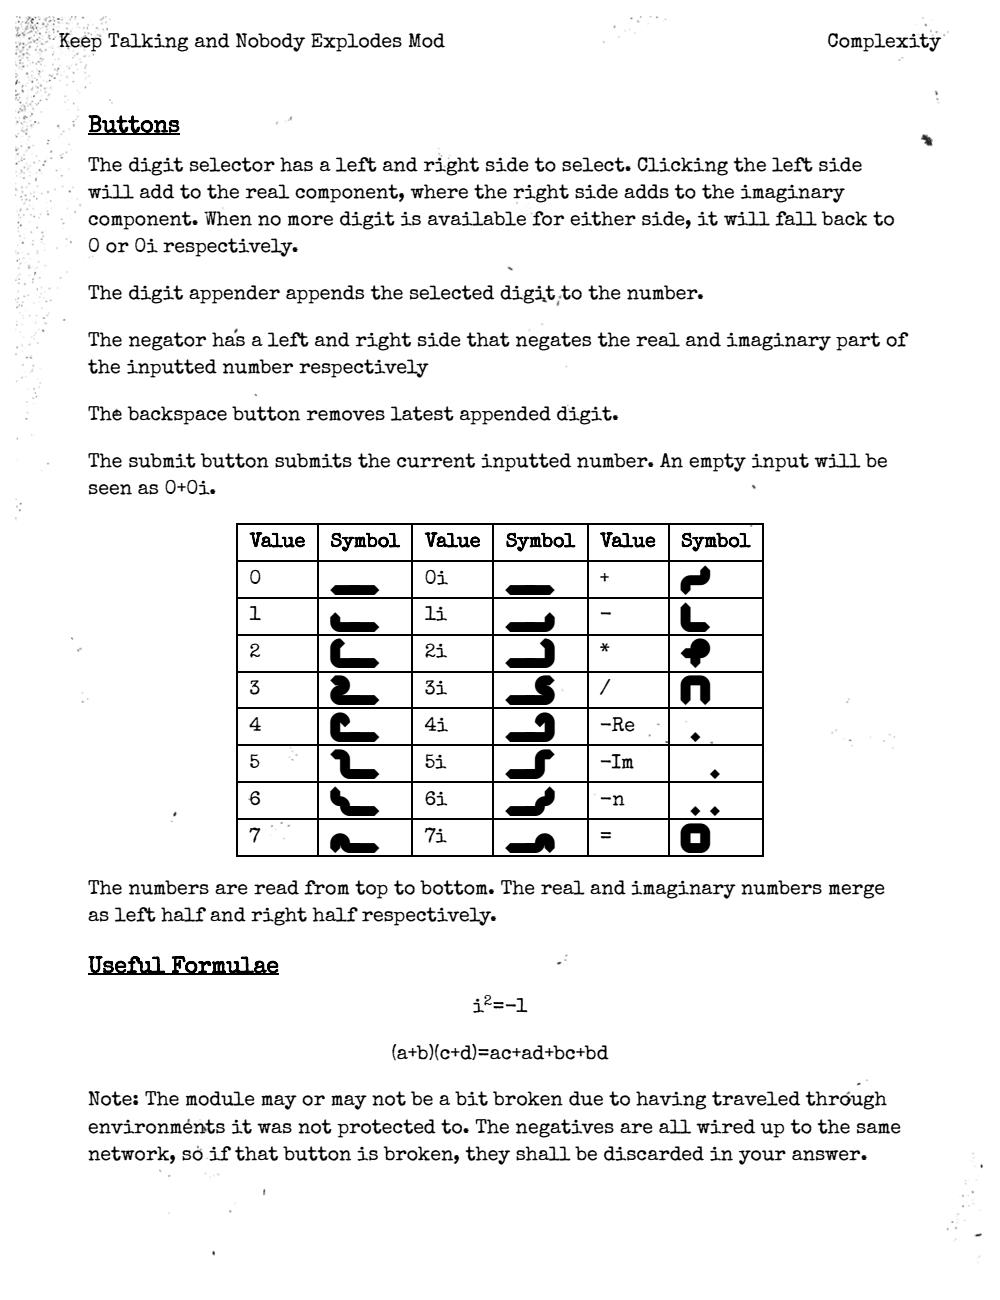 Keep Talking and Nobody Explodes Mod Complexity
Buttons
The digit selector has a left and right side to select. Clicking the left side
will add to the real component, where the right side adds to the imaginary
component. When no more digit is available for either side, it will fall back to
0 or 0i respectively.
The digit appender appends the selected digit to the number.
The negator has a left and right side that negates the real and imaginary part of
the inputted number respectively
The backspace button removes latest appended digit.
The submit button submits the current inputted number. An empty input will be
seen as 0+0i.
Value Symbol Value Symbol Value Symbol
0 0i +
1 1i -
2 2i *
3 3i /
4 4i -Re
5 5i -Im
6 6i -n
7 7i =
The numbers are read from top to bottom. The real and imaginary numbers merge
as left half and right half respectively.
Useful Formulae
i²=-1
(a+b)(c+d)=ac+ad+bc+bd
Note: The module may or may not be a bit broken due to having traveled through
environments it was not protected to. The negatives are all wired up to the same
network, so if that button is broken, they shall be discarded in your answer.